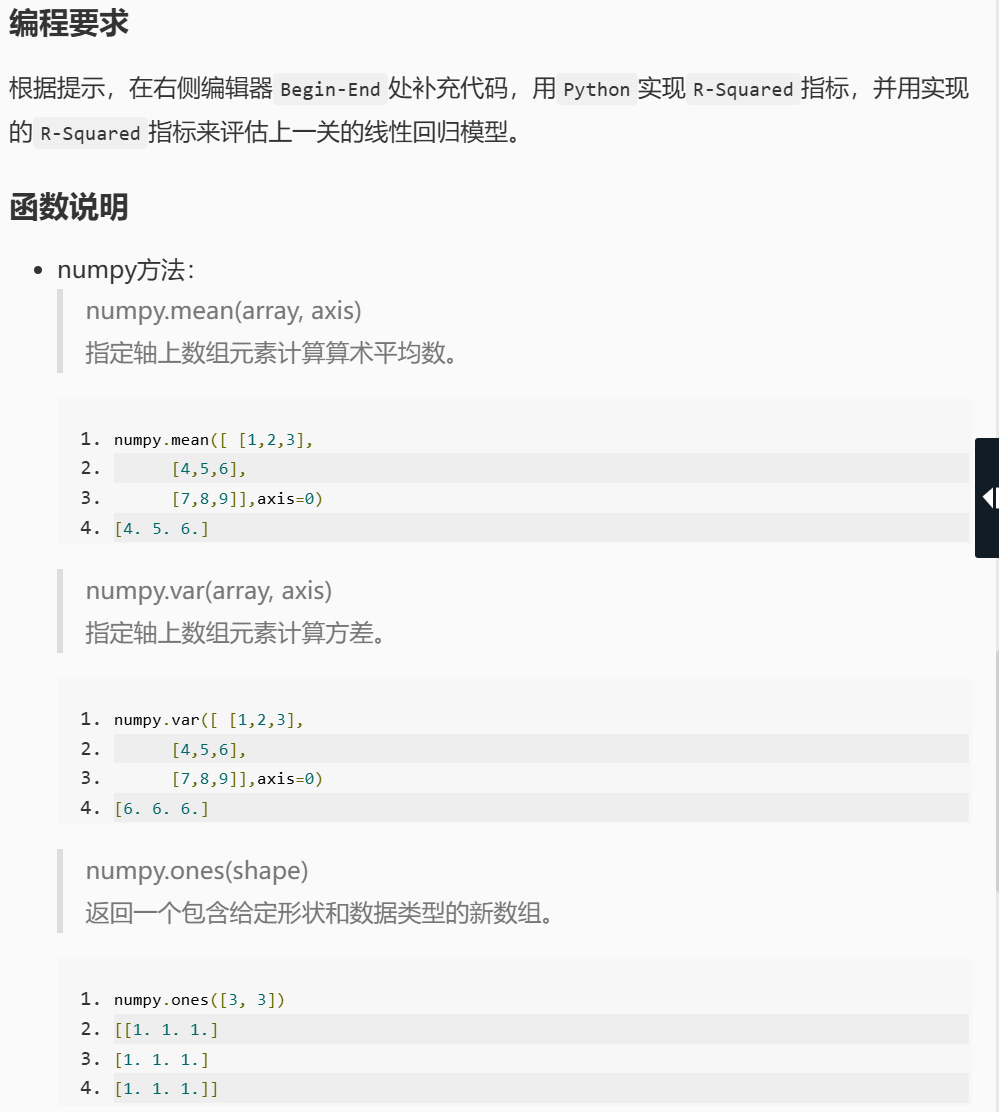 编程要求
根据提示，在右侧编辑器 Begin-End 处补充代码，用 Python 实现 R-Squared 指标，并用实现
的 R-Squared 指标来评估上一关的线性回归模型。
函数说明
• numpy方法：
numpy.mean(array, axis)
指定轴上数组元素计算算术平均数。
1. numpy.mean([ [1,2,3],
2. [4,5,6],
3. [7,8,9]],axis=0)
4. [4. 5. 6.]
numpy.var(array, axis)
指定轴上数组元素计算方差。
1. numpy.var([ [1,2,3],
2. [4,5,6],
3. [7,8,9]],axis=0)
4. [6. 6. 6.]
numpy.ones(shape)
返回一个包含给定形状和数据类型的新数组。
1. numpy.ones([3, 3])
2. [[1. 1. 1.]
3. [1. 1. 1.]
4. [1. 1. 1.]]